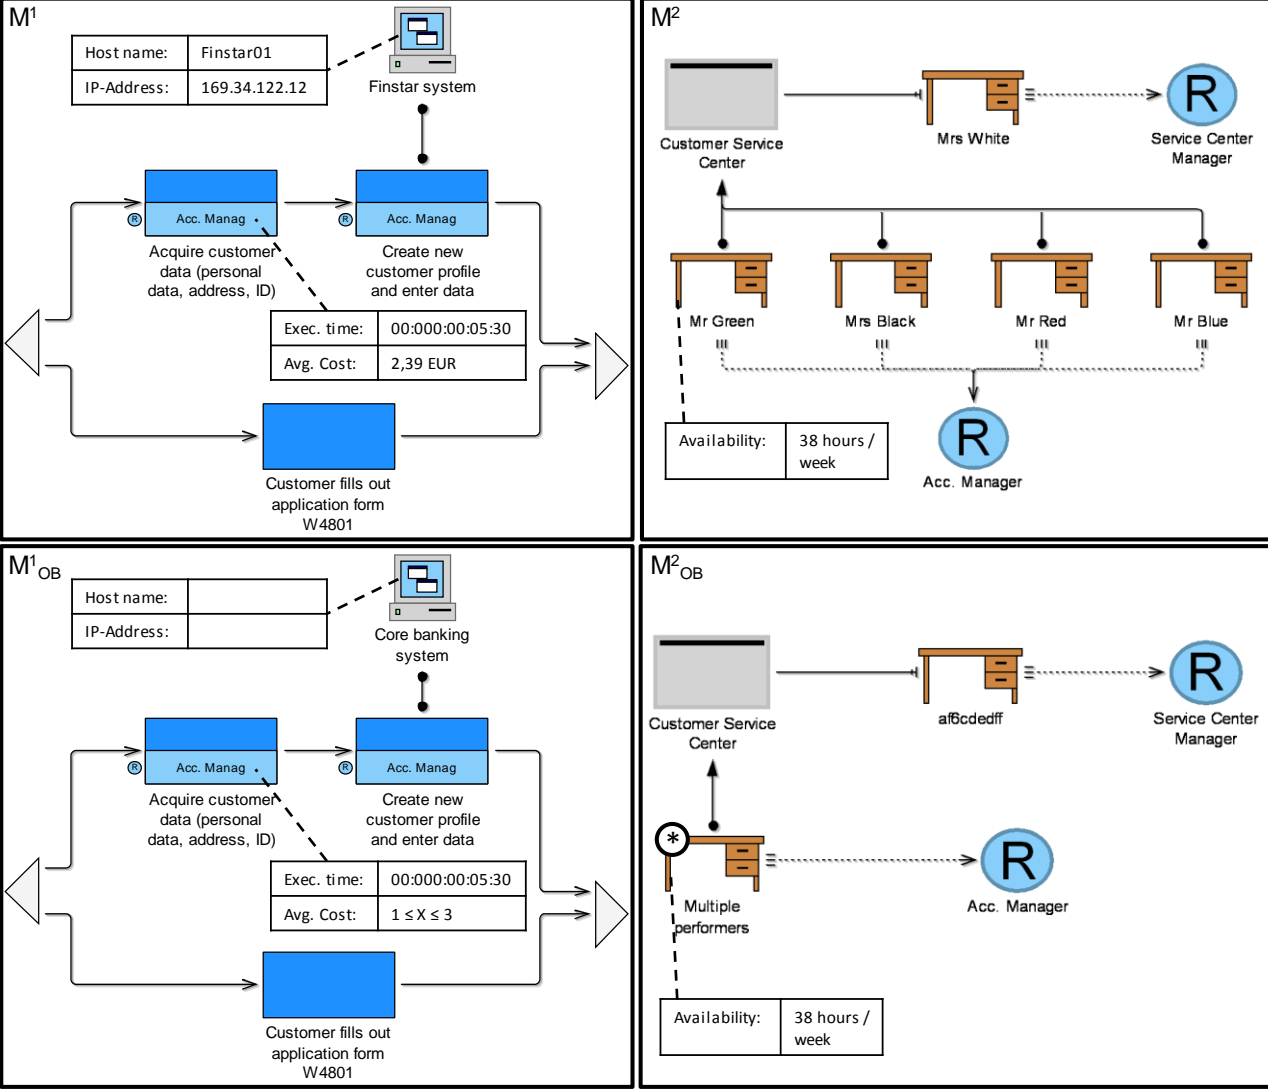 M1
Host name: Finstar01
IP-Address: 169.34.122.12
Finstar system
R Acc. Manag
R Acc. Manag
Acquire customer
data (personal
data, address, ID)
Create new
customer profile
and enter data
Exec. time: 00:000:00:05:30
Avg. Cost: 2,39 EUR
Customer fills out
application form
W4801
M2
Customer Service
Center
Mrs White
R
Service Center
Manager
Mr Green
Mrs Black
Mr Red
Mr Blue
Availability: 38 hours /
week
R
Acc. Manager
M1OB
Host name:
IP-Address:
Core banking
system
R Acc. Manag
R Acc. Manag
Acquire customer
data (personal
data, address, ID)
Create new
customer profile
and enter data
Exec. time: 00:000:00:05:30
Avg. Cost: 1 ≤ X ≤ 3
Customer fills out
application form
W4801
M2OB
Customer Service
Center
af6cdedff
R
Service Center
Manager
*
Multiple
performers
R
Acc. Manager
Availability: 38 hours /
week